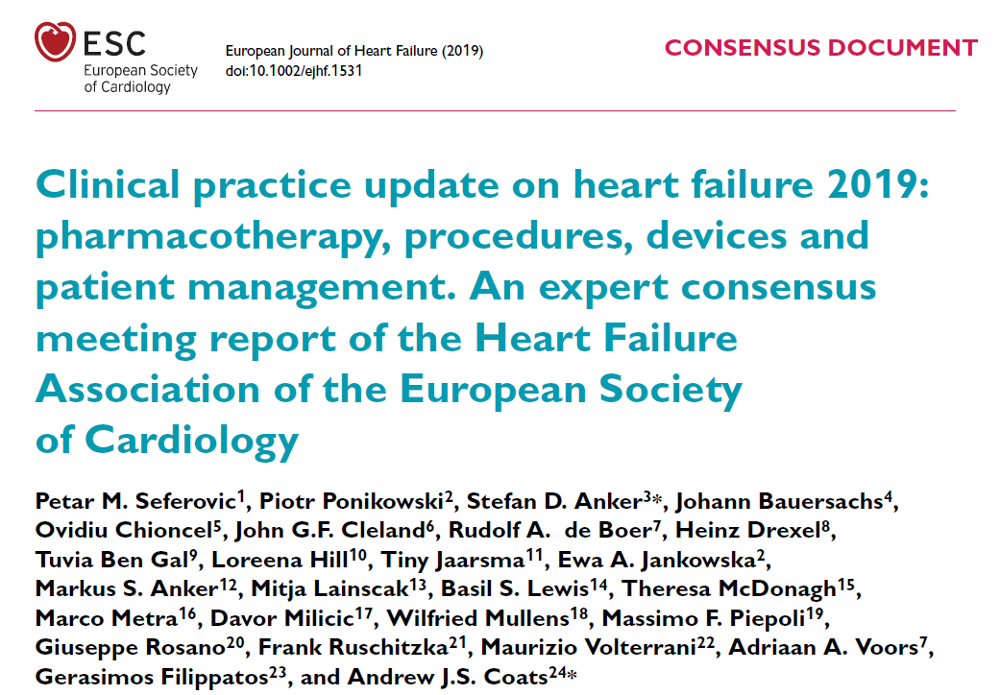 ESC
European Society
of Cardiology
European Journal of Heart Failure (2019)
doi:10.1002/ejhf.1531
CONSENSUS DOCUMENT
Clinical practice update on heart failure 2019:
pharmacotherapy, procedures, devices and
patient management. An expert consensus
meeting report of the Heart Failure
Association of the European Society
of Cardiology
Petar M. Seferovic1, Piotr Ponikowski2, Stefan D. Anker3*, Johann Bauersachs4,
Ovidiu Chioncel5, John G.F. Cleland6, Rudolf A. de Boer7, Heinz Drexel8,
Tuvia Ben Gal9, Loreena Hill10, Tiny Jaarsma11, Ewa A. Jankowska2,
Markus S. Anker12, Mitja Lainscak13, Basil S. Lewis14, Theresa McDonagh15,
Marco Metra16, Davor Milicic17, Wilfried Mullens18, Massimo F. Piepoli19,
Giuseppe Rosano20, Frank Ruschitzka21, Maurizio Volterrani22, Adriaan A. Voors7,
Gerasimos Filippatos23, and Andrew J.S. Coats24*